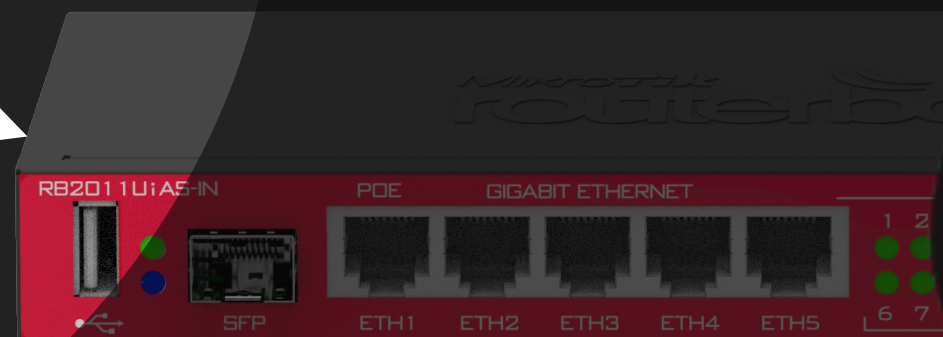 MikroTik
routerbo
RB2011UiAS-IN
POE
GIGABIT ETHERNET
1 2
SFP
ETH1
ETH2
ETH3
ETH4
ETH5
6 7